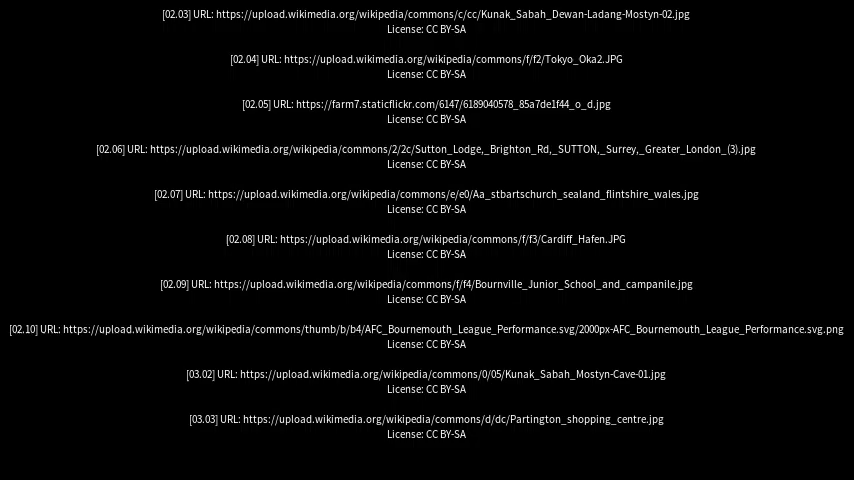 [02.03] URL: https://upload.wikimedia.org/wikipedia/commons/c/cc/Kunak_Sabah_Dewan-Ladang-Mostyn-02.jpg
License: CC BY-SA
[02.04] URL: https://upload.wikimedia.org/wikipedia/commons/f/f2/Tokyo_Oka2.JPG
License: CC BY-SA
[02.05] URL: https://farm7.staticflickr.com/6147/6189040578_85a7de1f44_o_d.jpg
License: CC BY-SA
[02.06] URL: https://upload.wikimedia.org/wikipedia/commons/2/2c/Sutton_Lodge,_Brighton_Rd,_SUTTON,_Surrey,_Greater_London_(3).jpg
License: CC BY-SA
[02.07] URL: https://upload.wikimedia.org/wikipedia/commons/e/e0/Aa_stbartschurch_sealand_flintshire_wales.jpg
License: CC BY-SA
[02.08] URL: https://upload.wikimedia.org/wikipedia/commons/f/f3/Cardiff_Hafen.JPG
License: CC BY-SA
[02.09] URL: https://upload.wikimedia.org/wikipedia/commons/f/f4/Bournville_Junior_School_and_campanile.jpg
License: CC BY-SA
[02.10] URL: https://upload.wikimedia.org/wikipedia/commons/thumb/b/b4/AFC_Bournemouth_League_Performance.svg/2000px-AFC_Bournemouth_League_Performance.svg.png
License: CC BY-SA
[03.02] URL: https://upload.wikimedia.org/wikipedia/commons/0/05/Kunak_Sabah_Mostyn-Cave-01.jpg
License: CC BY-SA
[03.03] URL: https://upload.wikimedia.org/wikipedia/commons/d/dc/Partington_shopping_centre.jpg
License: CC BY-SA